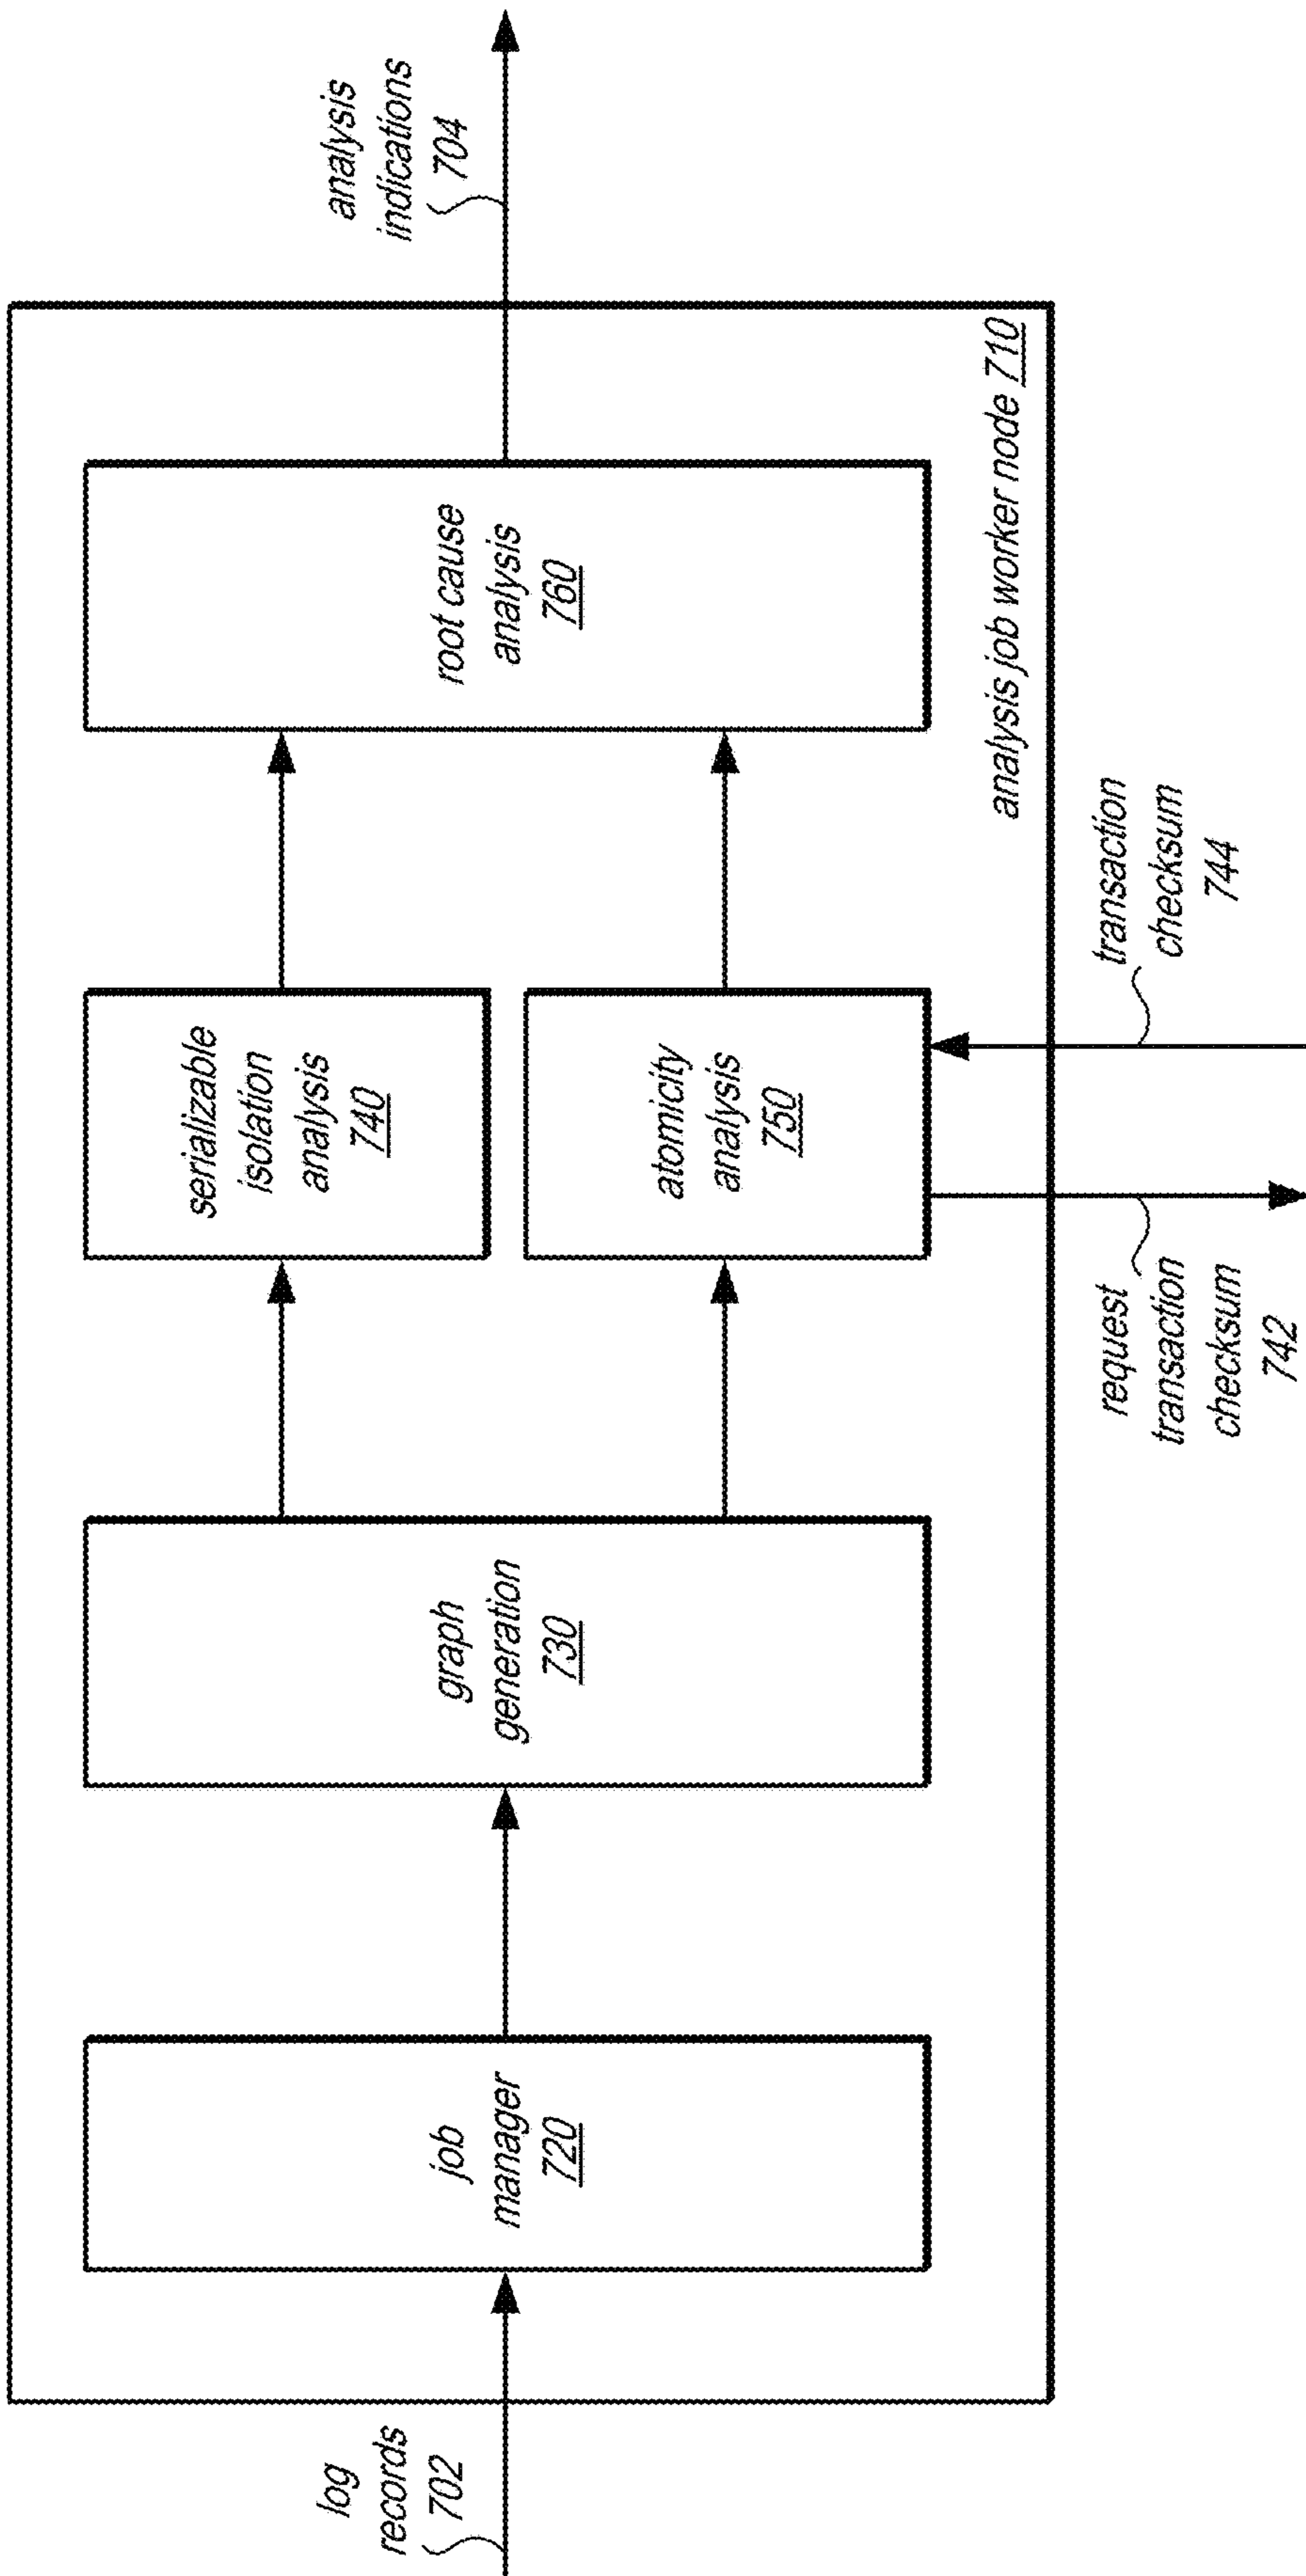 log
records
702
job
manager
720
graph
generation
730
serializable
isolation
analysis
740
atomicity
analysis
750
root cause
analysis
760
analysis
indications
704
analysis job worker node 710
request
transaction
checksum
742
transaction
checksum
744